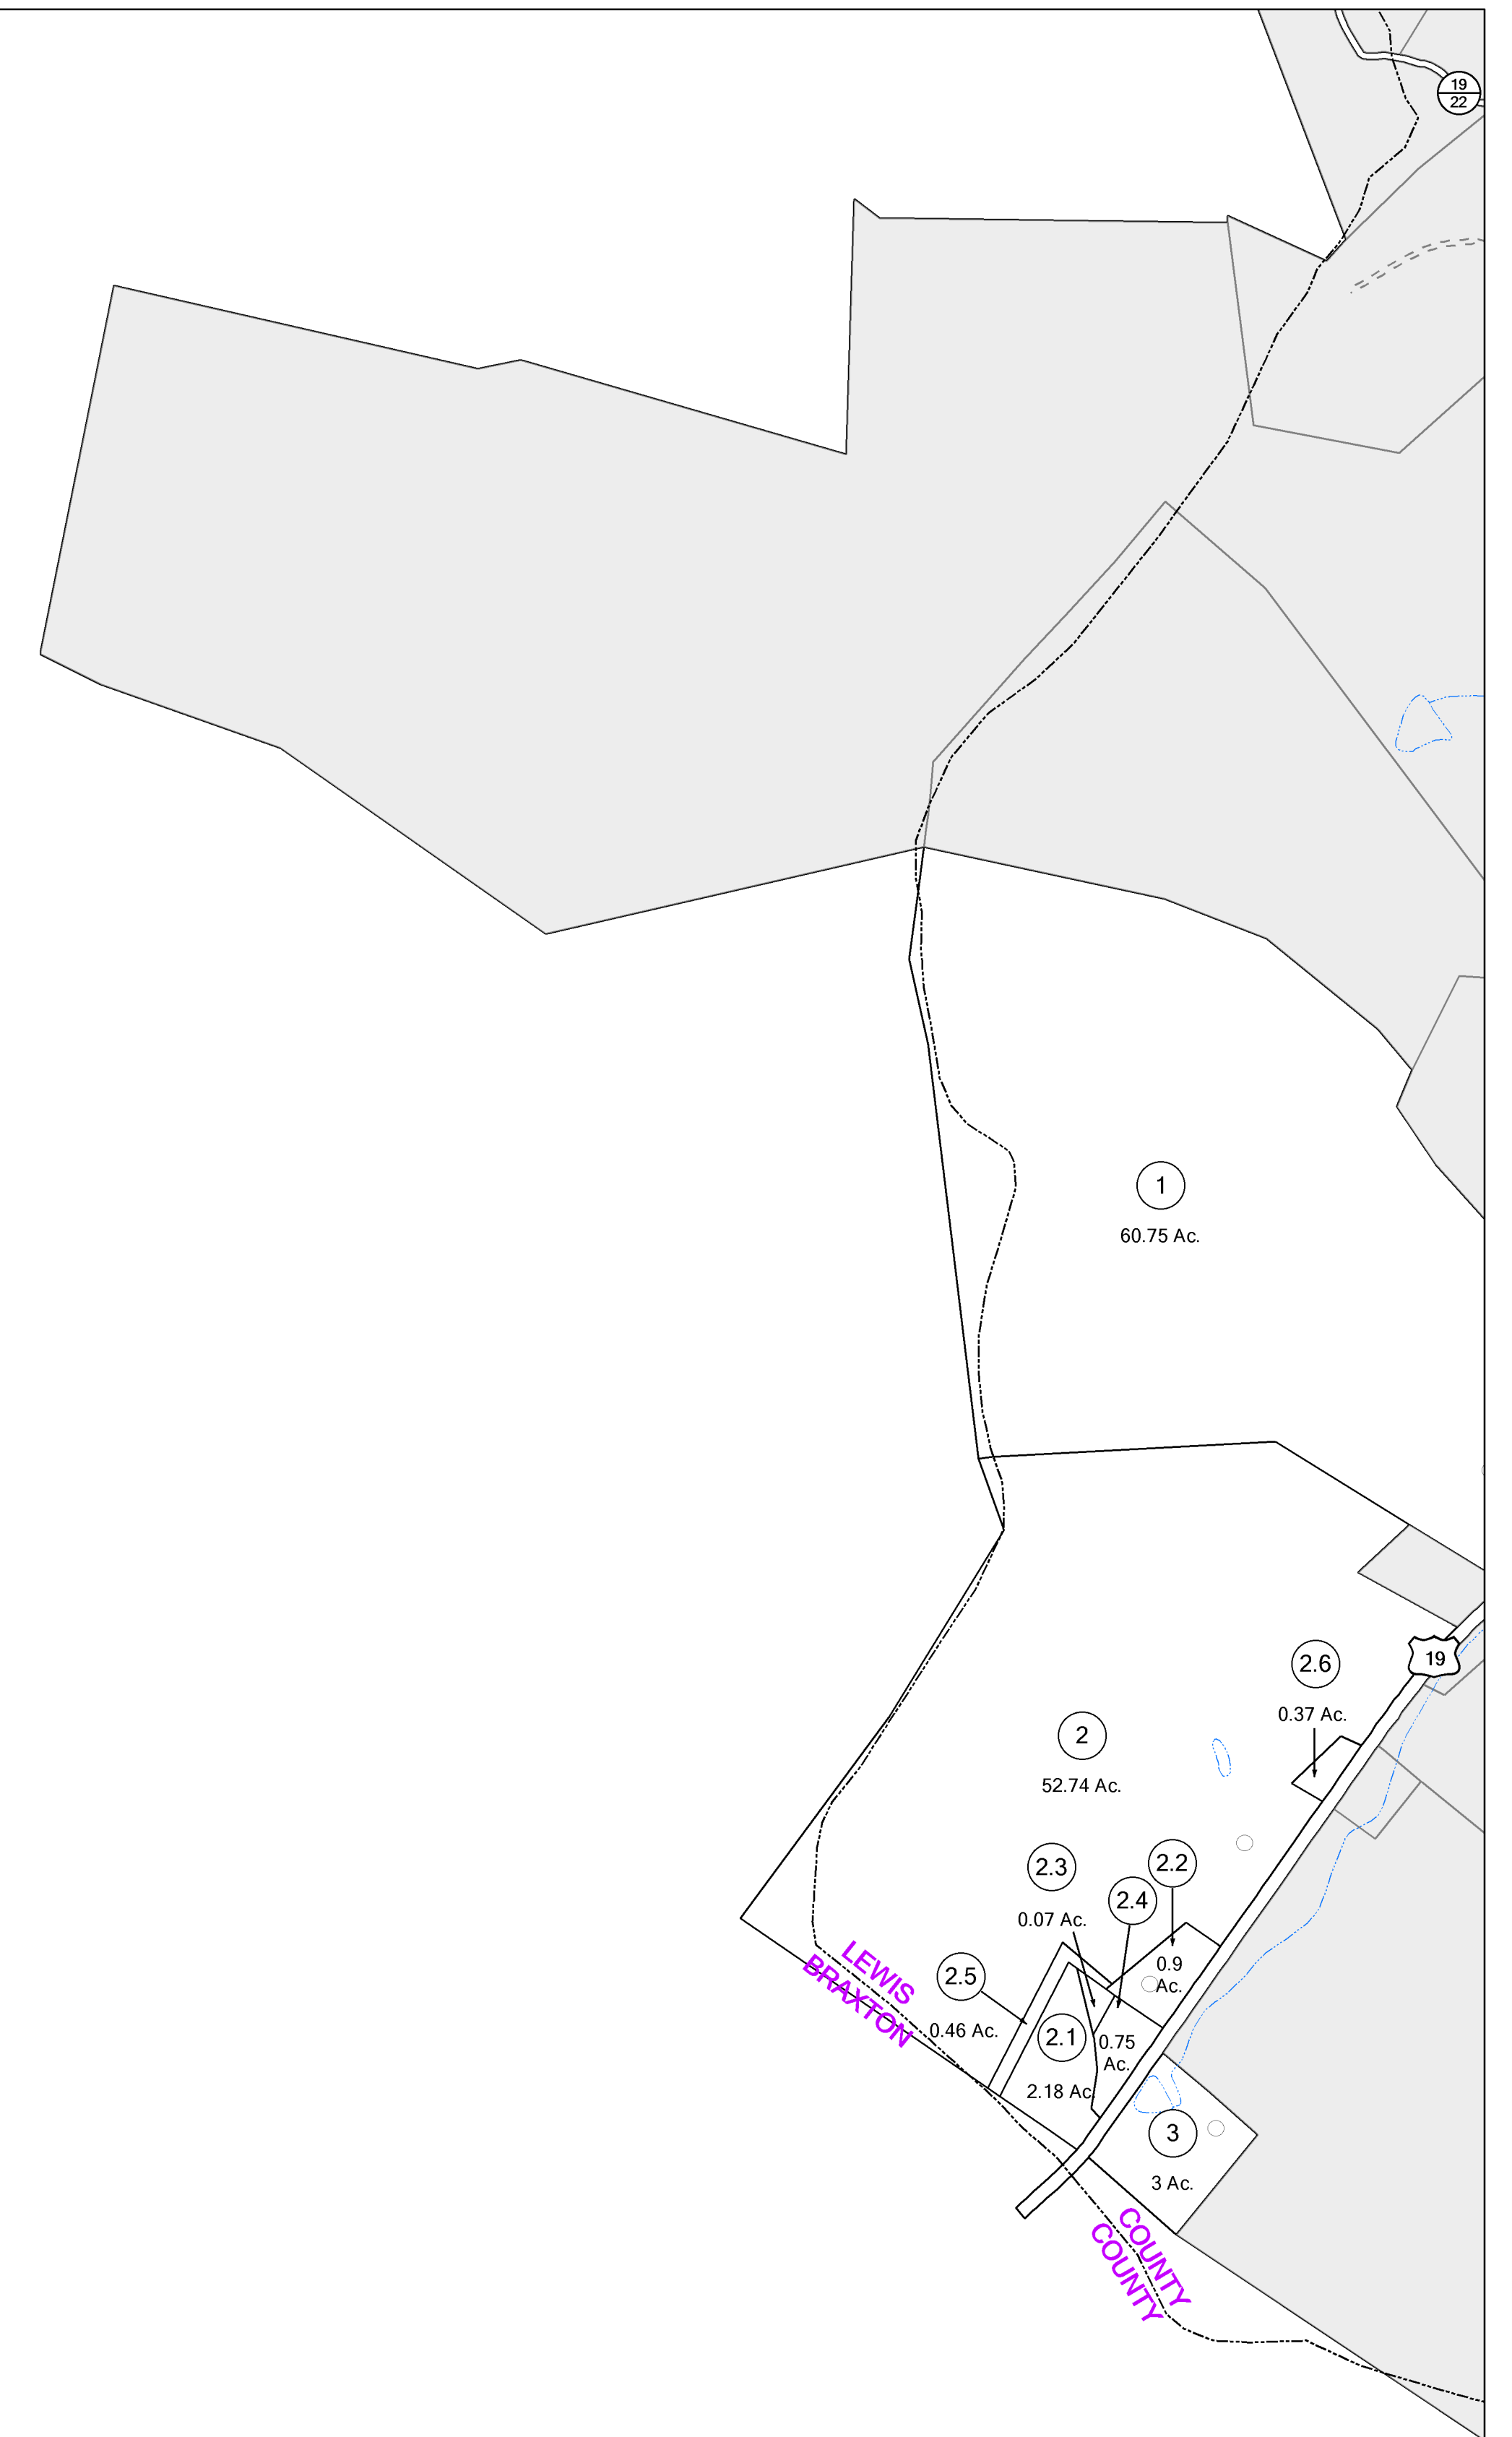 19
22
1
60.75 Ac.
19
2.6
0.37 Ac.
2
52.74 Ac.
2.3
0.07 Ac.
2.4
2.2
0.9
Ac.
2.5
0.46 Ac.
2.1
2.18 Ac.
0.75
Ac.
LEWIS
BRAXTON
3
3 Ac.
COUNTY
COUNTY